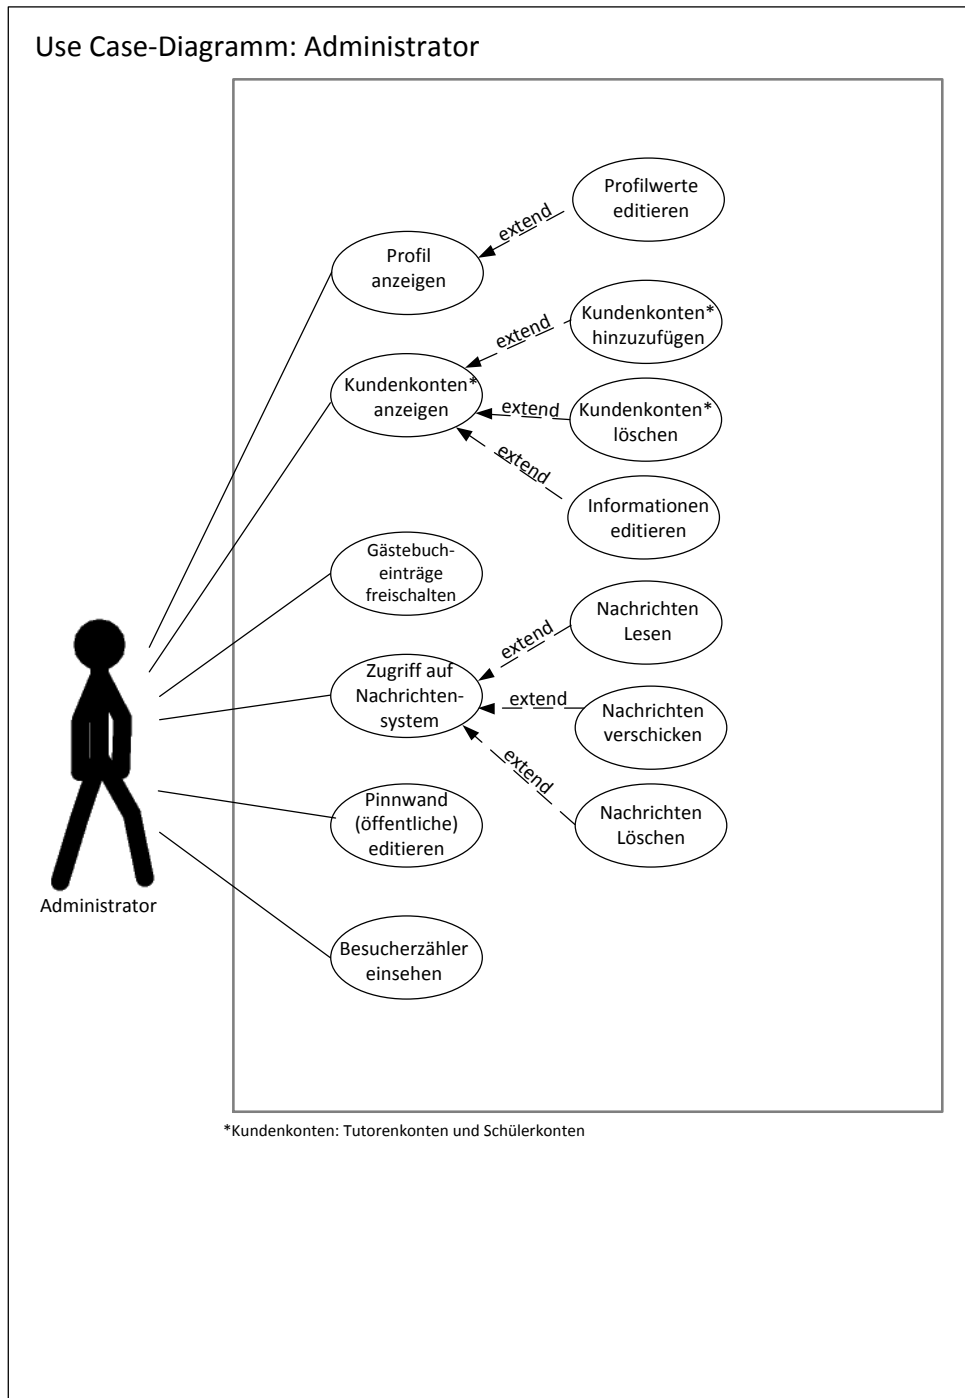 Use Case-Diagramm: Administrator
Profilwerte
editieren
extend
Profil
anzeigen
Kundenkonten*
hinzuzufügen
extend
Kundenkonten*
anzeigen
extend
Kundenkonten*
löschen
extend
Informationen
editieren
Gästebuch-
einträge
freischalten
Nachrichten
Lesen
extend
Zugriff auf
Nachrichten-
system
extend
Nachrichten
verschicken
extend
Nachrichten
Löschen
Pinnwand
(öffentliche)
editieren
Administrator
Besucherzähler
einsehen
*Kundenkonten: Tutorenkonten und Schülerkonten